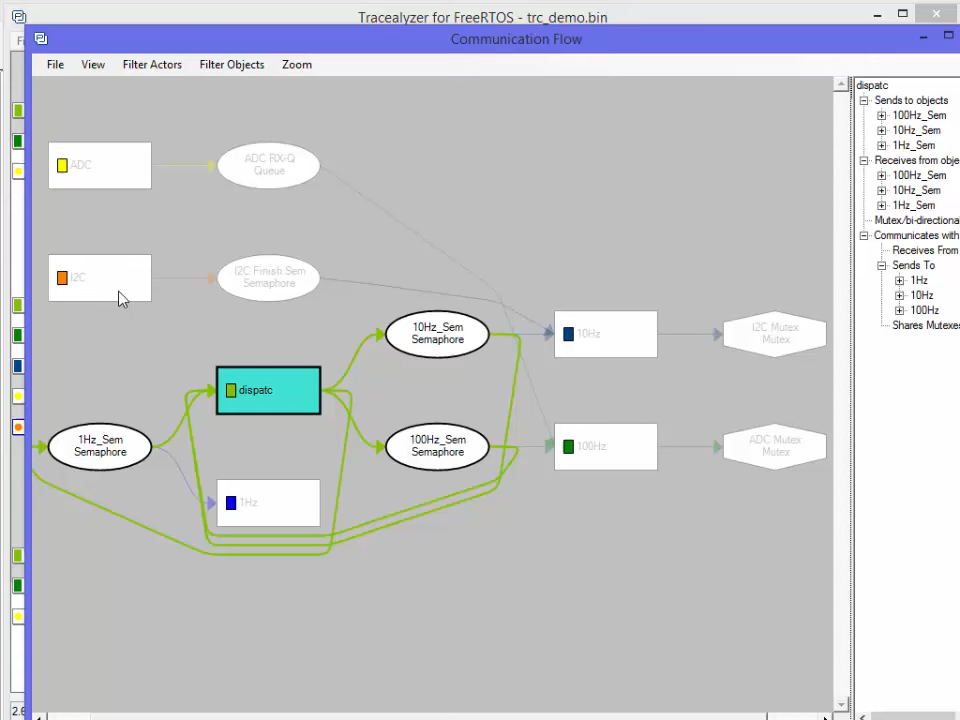 Tracealyzer for FreeRTOS - trc_demo.bin
Fi
Communication Flow
File View Filter Actors Filter Objects Zoom
ADC
ADC RX-Q
Queue
I2C
I2C Finish Sem
Semaphore
10Hz_Sem
Semaphore
10Hz
I2C Mutex
Mutex
dispatc
1Hz_Sem
Semaphore
100Hz_Sem
Semaphore
100Hz
ADC Mutex
Mutex
1Hz
2.6
dispatc
Sends to objects
100Hz_Sem
10Hz_Sem
1Hz_Sem
Receives from obje
100Hz_Sem
10Hz_Sem
1Hz_Sem
Mutex/bi-directiona
Communicates with
Receives From
Sends To
1Hz
10Hz
100Hz
Shares Mutexes